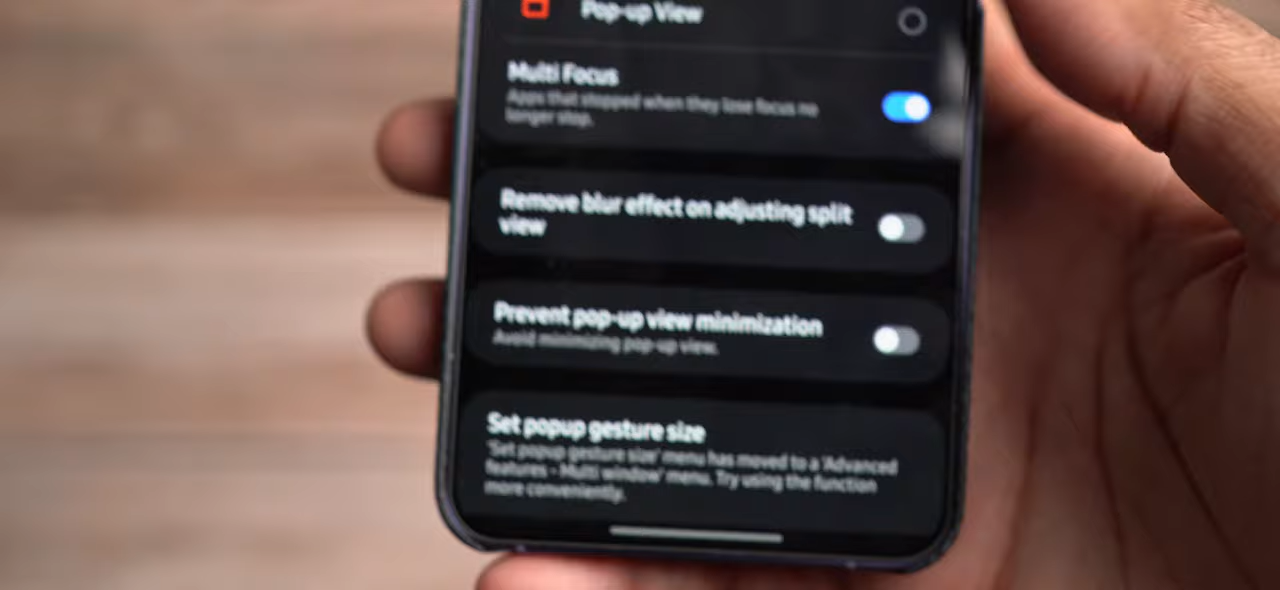 Pop-up View
Multi Focus
Apps that stopped when they lose focus no
longer stop.
Remove blur effect on adjusting split
view
Prevent pop-up view minimization
Avoid minimizing pop-up view.
Set popup gesture size
'Set popup gesture size' menu has moved to a 'Advanced
features - Multi window' menu. Try using the function
more conveniently.